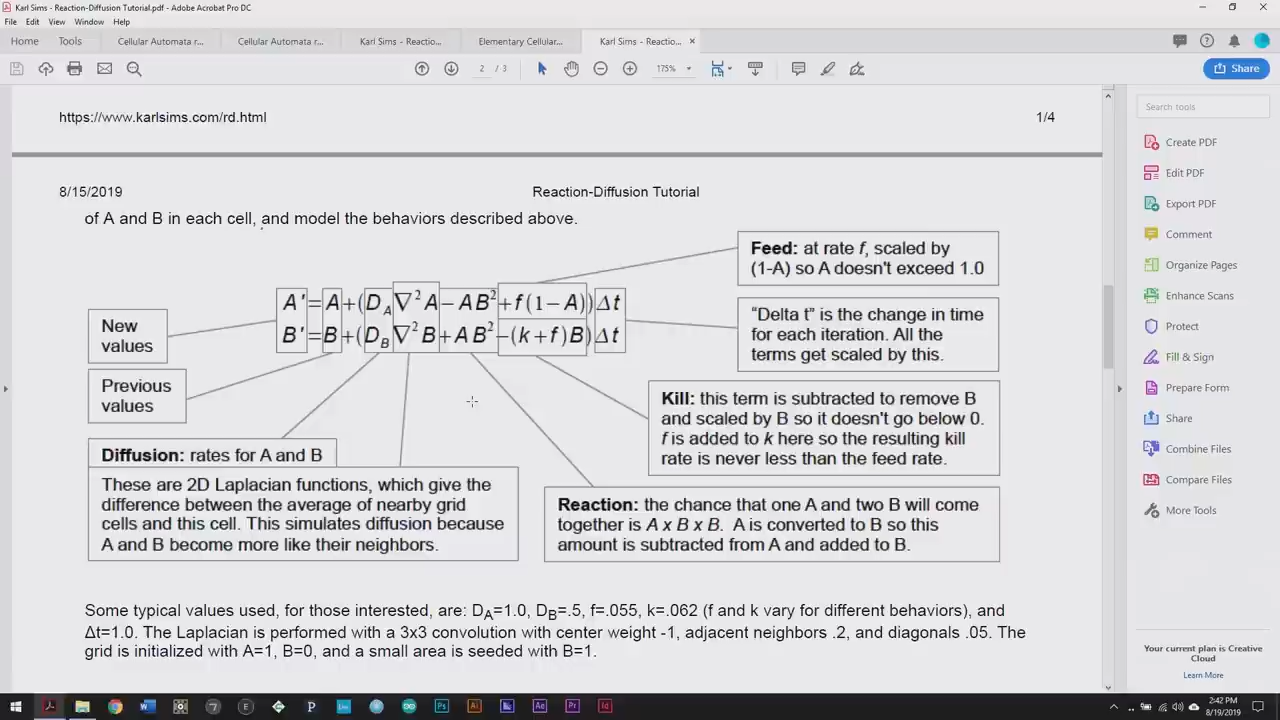 Karl Sims - Reaction-Diffusion Tutorial.pdf - Adobe Acrobat Pro DC
File Edit View Window Help
Home Tools Cellular Automata r... Cellular Automata r... Karl Sims - Reactio... Elementary Cellular... Karl Sims - Reactio... ×
2 / 3 175% Share
https://www.karlsims.com/rd.html 1/4
Search tools
Create PDF
Edit PDF
Export PDF
Comment
Organize Pages
Enhance Scans
Protect
Fill & Sign
Prepare Form
Share
Combine Files
Compare Files
More Tools
8/15/2019 Reaction-Diffusion Tutorial
of A and B in each cell, and model the behaviors described above.
Feed: at rate f, scaled by
(1-A) so A doesn't exceed 1.0
A'=A+(D_A∇²A−AB²+f(1−A))Δt
B'=B+(D_B∇²B+AB²−(k+f)B)Δt
New
values
Previous
values
“Delta t” is the change in time
for each iteration. All the
terms get scaled by this.
Kill: this term is subtracted to remove B
and scaled by B so it doesn't go below 0.
f is added to k here so the resulting kill
rate is never less than the feed rate.
Diffusion: rates for A and B
These are 2D Laplacian functions, which give the
difference between the average of nearby grid
cells and this cell. This simulates diffusion because
A and B become more like their neighbors.
Reaction: the chance that one A and two B will come
together is A x B x B. A is converted to B so this
amount is subtracted from A and added to B.
Some typical values used, for those interested, are: D_A=1.0, D_B=.5, f=.055, k=.062 (f and k vary for different behaviors), and
Δt=1.0. The Laplacian is performed with a 3x3 convolution with center weight -1, adjacent neighbors .2, and diagonals .05. The
grid is initialized with A=1, B=0, and a small area is seeded with B=1.
Your current plan is Creative
Cloud
Learn More
2:42 PM
8/19/2019